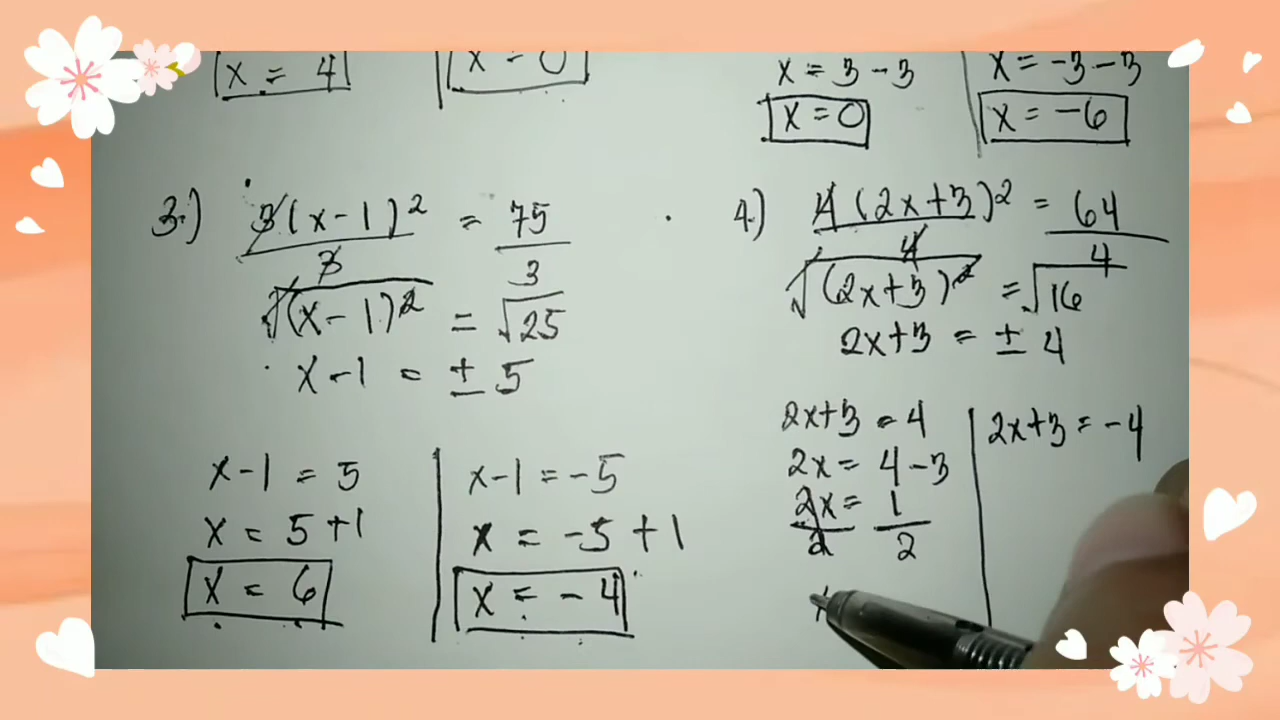 x = 4
x = 0
x = 3 - 3
x = -3 - 3
x = 0
x = -6
3.) 3(x - 1)² / 3 = 75 / 3
√(x - 1)² = √25
x - 1 = ± 5
x - 1 = 5
x = 5 + 1
x = 6
x - 1 = -5
x = -5 + 1
x = -4
4.) 4(2x + 3)² / 4 = 64 / 4
√(2x + 3)² = √16
2x + 3 = ± 4
2x + 3 = 4
2x = 4 - 3
2x / 2 = 1 / 2
2x + 3 = -4